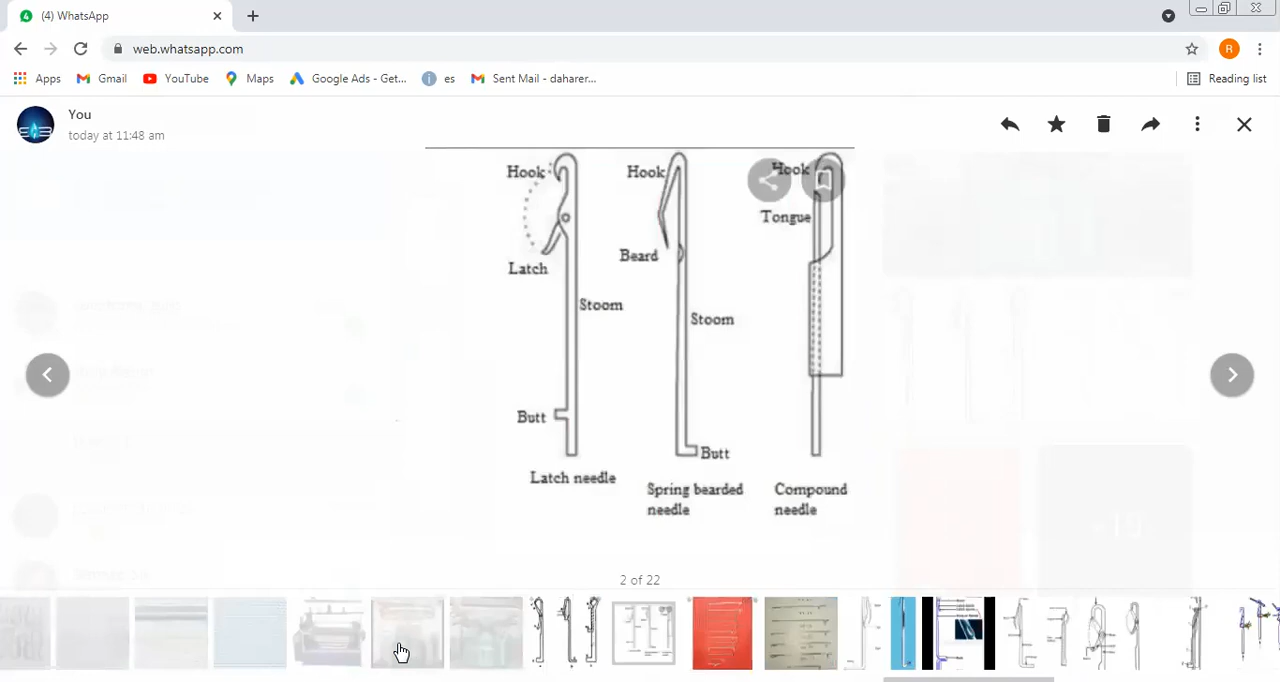 (4) WhatsApp
web.whatsapp.com
Apps
Gmail
YouTube
Maps
Google Ads - Get...
es
Sent Mail - daharer...
R
Reading list
You
today at 11:48 am
Hook
Hook
Hook
Tongue
Latch
Beard
Stoom
Stoom
Butt
Butt
Latch needle
Spring bearded
needle
Compound
needle
2 of 22